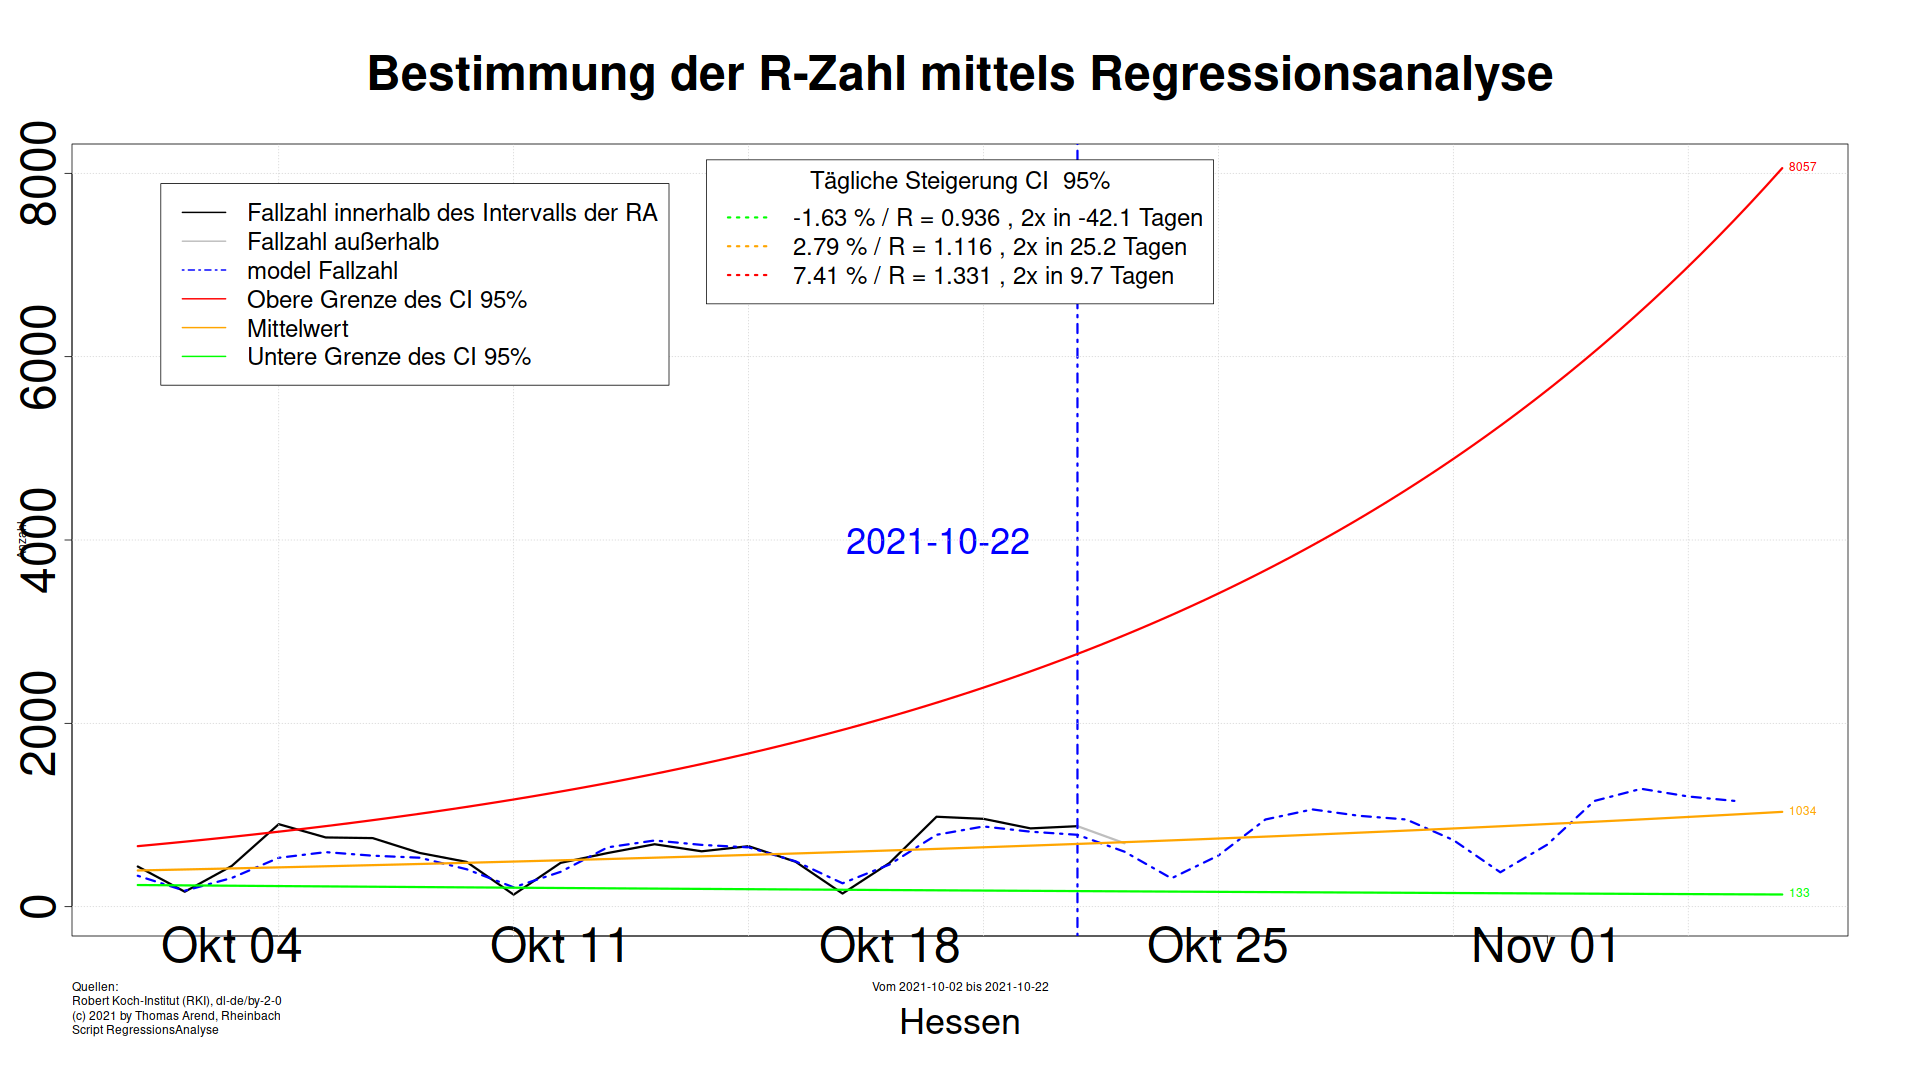 Bestimmung der R-Zahl mittels Regressionsanalyse
8000
6000
4000
2000
0
Anzahl
Fallzahl innerhalb des Intervalls der RA
Fallzahl außerhalb
model Fallzahl
Obere Grenze des CI 95%
Mittelwert
Untere Grenze des CI 95%
Tägliche Steigerung CI 95%
-1.63 % / R = 0.936 , 2x in -42.1 Tagen
2.79 % / R = 1.116 , 2x in 25.2 Tagen
7.41 % / R = 1.331 , 2x in 9.7 Tagen
8057
2021-10-22
1034
133
Okt 04
Okt 11
Okt 18
Okt 25
Nov 01
Quellen:
Robert Koch-Institut (RKI), dl-de/by-2-0
(c) 2021 by Thomas Arend, Rheinbach
Script RegressionsAnalyse
Vom 2021-10-02 bis 2021-10-22
Hessen